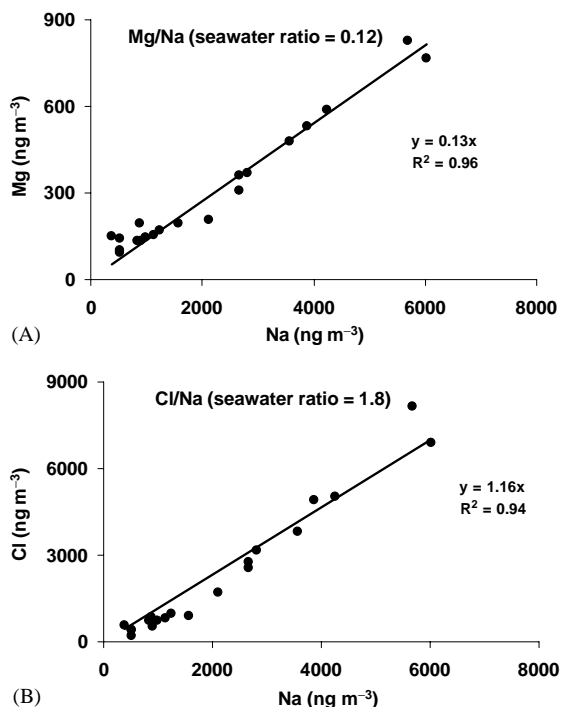 900
Mg/Na (seawater ratio = 0.12)
600
Mg (ng m⁻³)
y = 0.13x
R² = 0.96
300
0
0 2000 4000 6000 8000
(A) Na (ng m⁻³)
9000
Cl/Na (seawater ratio = 1.8)
6000
Cl (ng m⁻³)
y = 1.16x
R² = 0.94
3000
0
0 2000 4000 6000 8000
(B) Na (ng m⁻³)